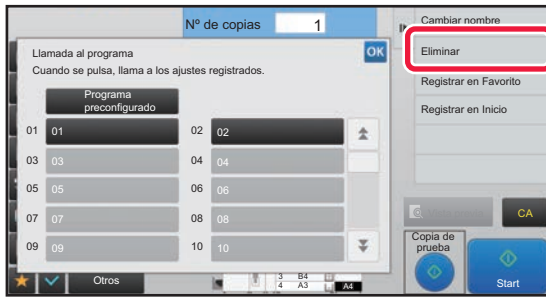 Nº de copias 1
Cambiar nombre
Llamada al programa
OK
Eliminar
Cuando se pulsa, llama a los ajustes registrados.
Registrar en Favorito
Programa
preconfigurado
Registrar en Inicio
01 01
02 02
03 03
04 04
05 05
06 06
07 07
08 08
CA
09 09
10 10
Copia de
prueba
Otros
3 B4
4 A3
A4
Start